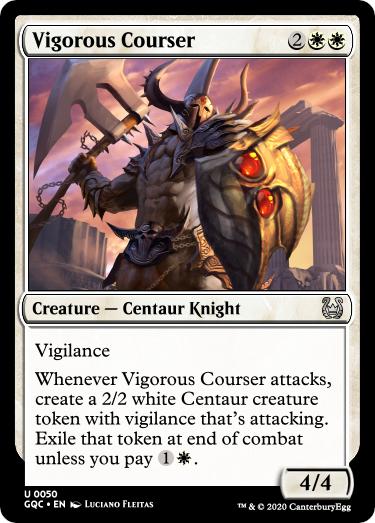 Vigorous Courser 2
Creature — Centaur Knight
Vigilance
Whenever Vigorous Courser attacks,
create a 2/2 white Centaur creature
token with vigilance that's attacking.
Exile that token at end of combat
unless you pay 1 .
4/4
U 0050
GQC • EN Luciano Fleitas
™ & © 2020 CanterburyEgg